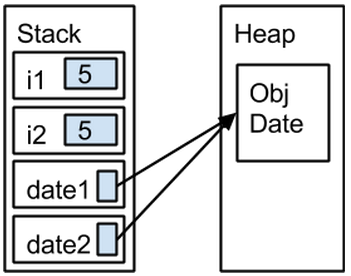 Stack
i1 5
i2 5
date1
date2
Heap
Obj
Date